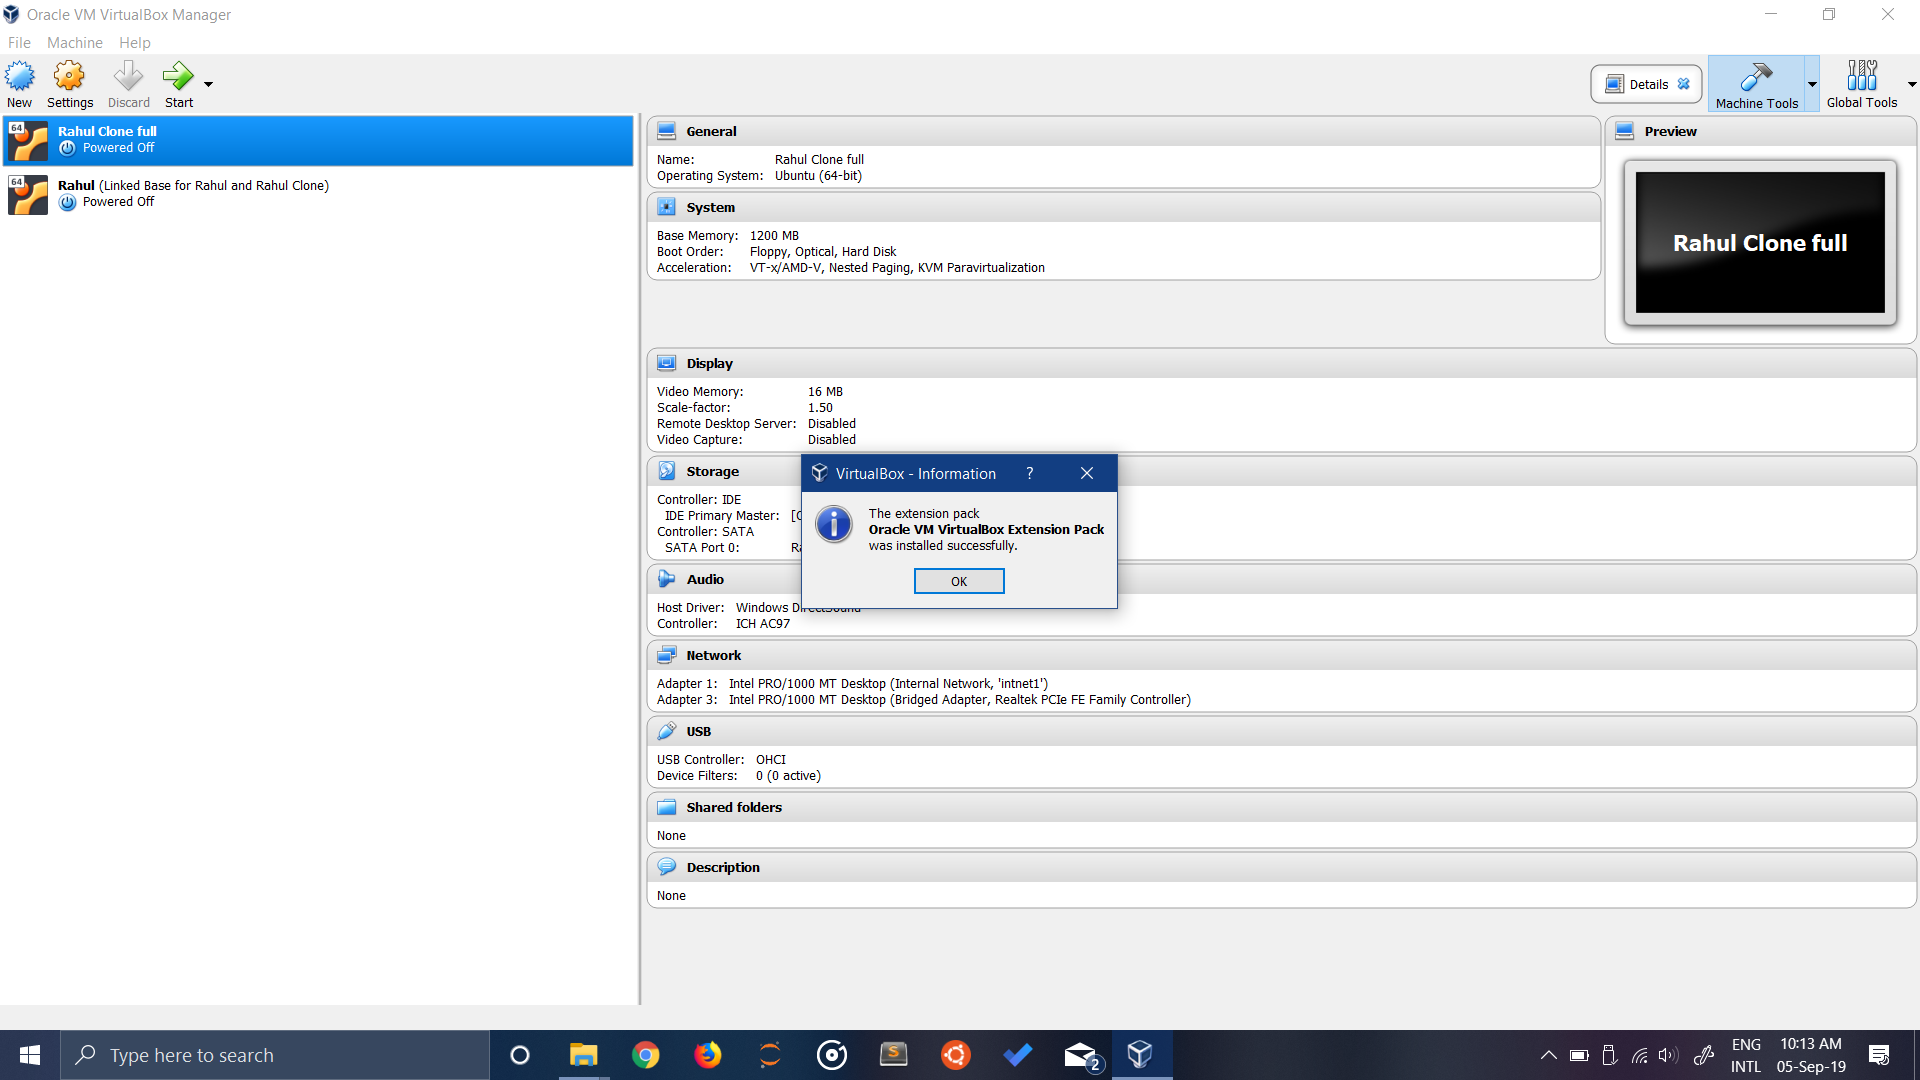 Oracle VM VirtualBox Manager
File Machine Help
New Settings Discard Start
Details Machine Tools Global Tools
64
Rahul Clone full
Powered Off
64
Rahul (Linked Base for Rahul and Rahul Clone)
Powered Off
General
Name: Rahul Clone full
Operating System: Ubuntu (64-bit)
Preview
Rahul Clone full
System
Base Memory: 1200 MB
Boot Order: Floppy, Optical, Hard Disk
Acceleration: VT-x/AMD-V, Nested Paging, KVM Paravirtualization
Display
Video Memory: 16 MB
Scale-factor: 1.50
Remote Desktop Server: Disabled
Video Capture: Disabled
Storage
Controller: IDE
IDE Primary Master:
Controller: SATA
SATA Port 0:
VirtualBox - Information ?
The extension pack
Oracle VM VirtualBox Extension Pack
was installed successfully.
OK
Audio
Host Driver: Windows DirectSound
Controller: ICH AC97
Network
Adapter 1: Intel PRO/1000 MT Desktop (Internal Network, 'intnet1')
Adapter 3: Intel PRO/1000 MT Desktop (Bridged Adapter, Realtek PCIe FE Family Controller)
USB
USB Controller: OHCI
Device Filters: 0 (0 active)
Shared folders
None
Description
None
Type here to search
S
2
ENG
INTL
10:13 AM
05-Sep-19